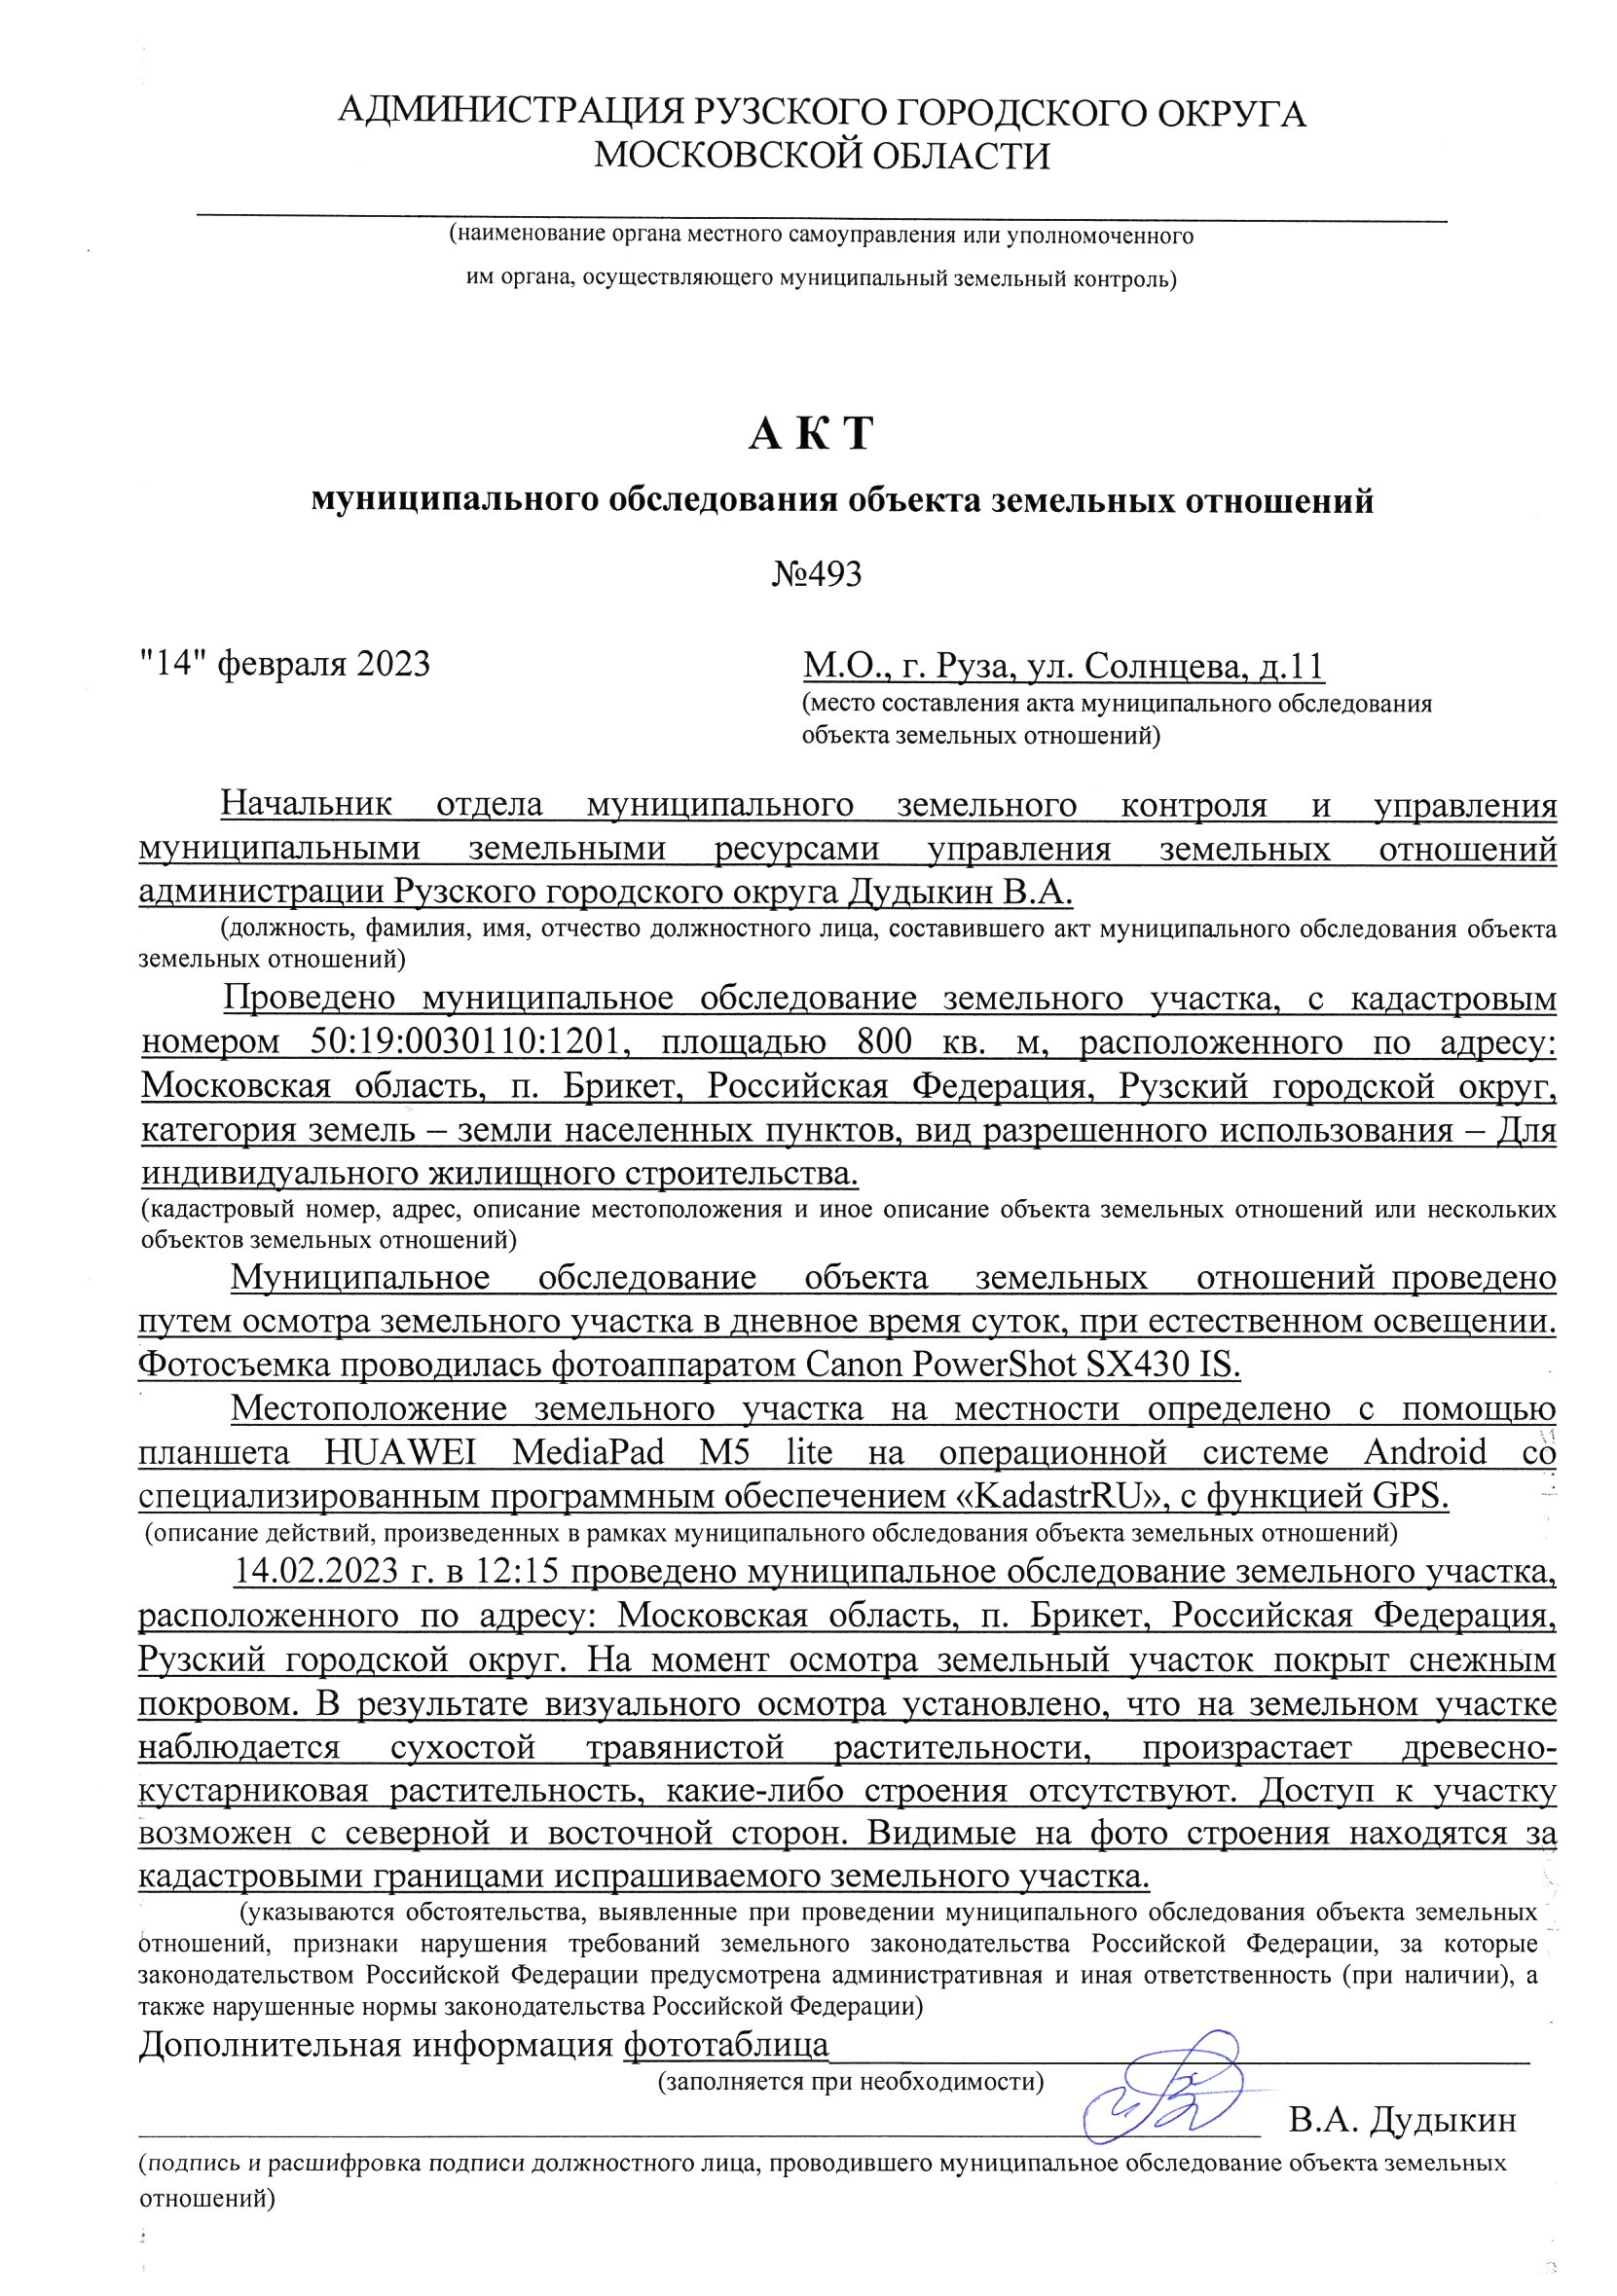 АДМИНИСТРАЦИЯ РУЗСКОГО ГОРОДСКОГО ОКРУГА
МОСКОВСКОЙ ОБЛАСТИ
(наименование органа местного самоуправления или уполномоченного
им органа, осуществляющего муниципальный земельный контроль)
А К Т
муниципального обследования объекта земельных отношений
№493
"14" февраля 2023
М.О., г. Руза, ул. Солнцева, д.11
(место составления акта муниципального обследования
объекта земельных отношений)
Начальник отдела муниципального земельного контроля и управления
муниципальными земельными ресурсами управления земельных отношений
администрации Рузского городского округа Дудыкин В.А.
(должность, фамилия, имя, отчество должностного лица, составившего акт муниципального обследования объекта
земельных отношений)
Проведено муниципальное обследование земельного участка, с кадастровым
номером 50:19:0030110:1201, площадью 800 кв. м, расположенного по адресу:
Московская область, п. Брикет, Российская Федерация, Рузский городской округ,
категория земель – земли населенных пунктов, вид разрешенного использования – Для
индивидуального жилищного строительства.
(кадастровый номер, адрес, описание местоположения и иное описание объекта земельных отношений или нескольких
объектов земельных отношений)
Муниципальное обследование объекта земельных отношений проведено
путем осмотра земельного участка в дневное время суток, при естественном освещении.
Фотосъемка проводилась фотоаппаратом Canon PowerShot SX430 IS.
Местоположение земельного участка на местности определено с помощью
планшета HUAWEI MediaPad M5 lite на операционной системе Android со
специализированным программным обеспечением «KadastrRU», с функцией GPS.
(описание действий, произведенных в рамках муниципального обследования объекта земельных отношений)
14.02.2023 г. в 12:15 проведено муниципальное обследование земельного участка,
расположенного по адресу: Московская область, п. Брикет, Российская Федерация,
Рузский городской округ. На момент осмотра земельный участок покрыт снежным
покровом. В результате визуального осмотра установлено, что на земельном участке
наблюдается сухостой травянистой растительности, произрастает древесно-
кустарниковая растительность, какие-либо строения отсутствуют. Доступ к участку
возможен с северной и восточной сторон. Видимые на фото строения находятся за
кадастровыми границами испрашиваемого земельного участка.
(указываются обстоятельства, выявленные при проведении муниципального обследования объекта земельных
отношений, признаки нарушения требований земельного законодательства Российской Федерации, за которые
законодательством Российской Федерации предусмотрена административная и иная ответственность (при наличии), а
также нарушенные нормы законодательства Российской Федерации)
Дополнительная информация фототаблица
(заполняется при необходимости)
В.А. Дудыкин
(подпись и расшифровка подписи должностного лица, проводившего муниципальное обследование объекта земельных
отношений)